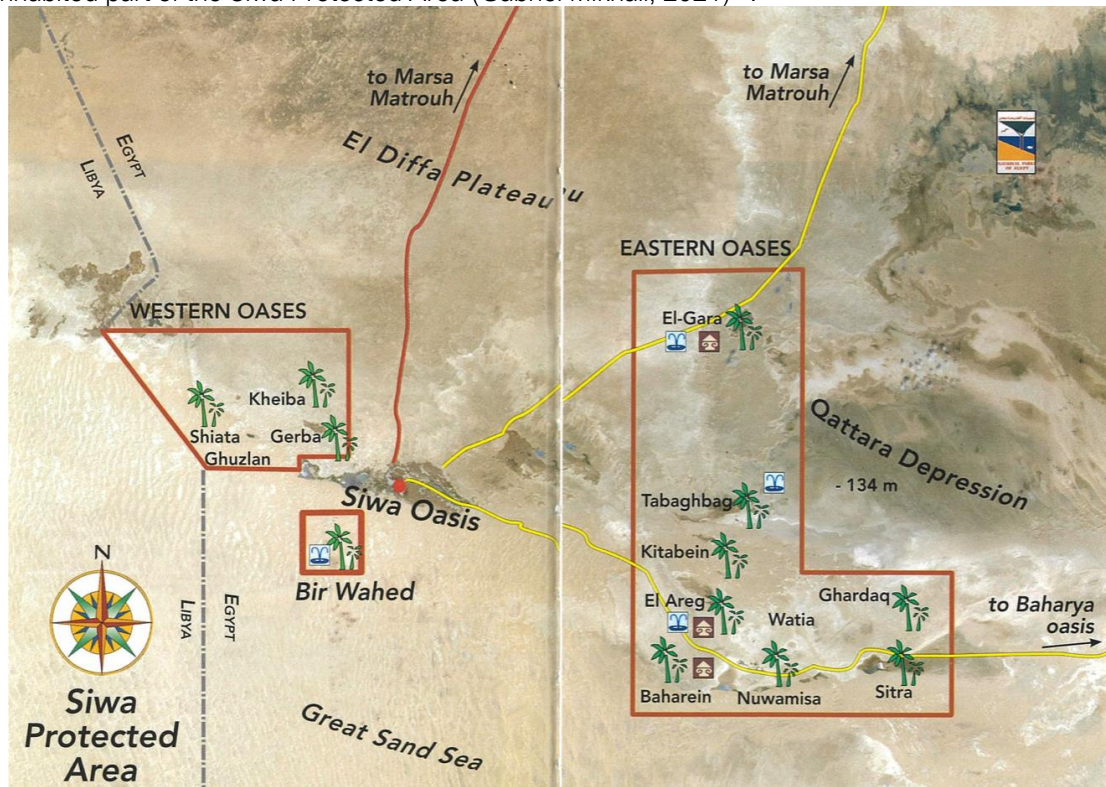 to Marsa
Matrouh
to Marsa
Matrouh
EGYPT
LIBYA
El Diffa Plateau
u
EASTERN OASES
WESTERN OASES
El-Gara
Kheiba
Shiata
Gerba
Ghuzlan
Qattara Depression
- 134 m
Siwa Oasis
Tabaghbag
Kitabein
Bir Wahed
N
El Areg
Watia
Ghardaq
to Baharya
oasis
LIBYA
EGYPT
Baharein
Nuwamisa
Sitra
Siwa
Protected
Area
Great Sand Sea